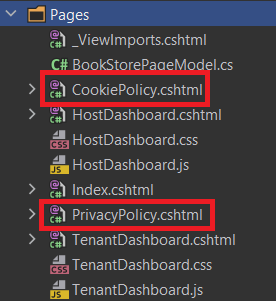 Pages
_ViewImports.cshtml
C# BookStorePageModel.cs
CookiePolicy.cshtml
HostDashboard.cshtml
CSS HostDashboard.css
JS HostDashboard.js
Index.cshtml
PrivacyPolicy.cshtml
TenantDashboard.cshtml
CSS TenantDashboard.css
JS TenantDashboard.js